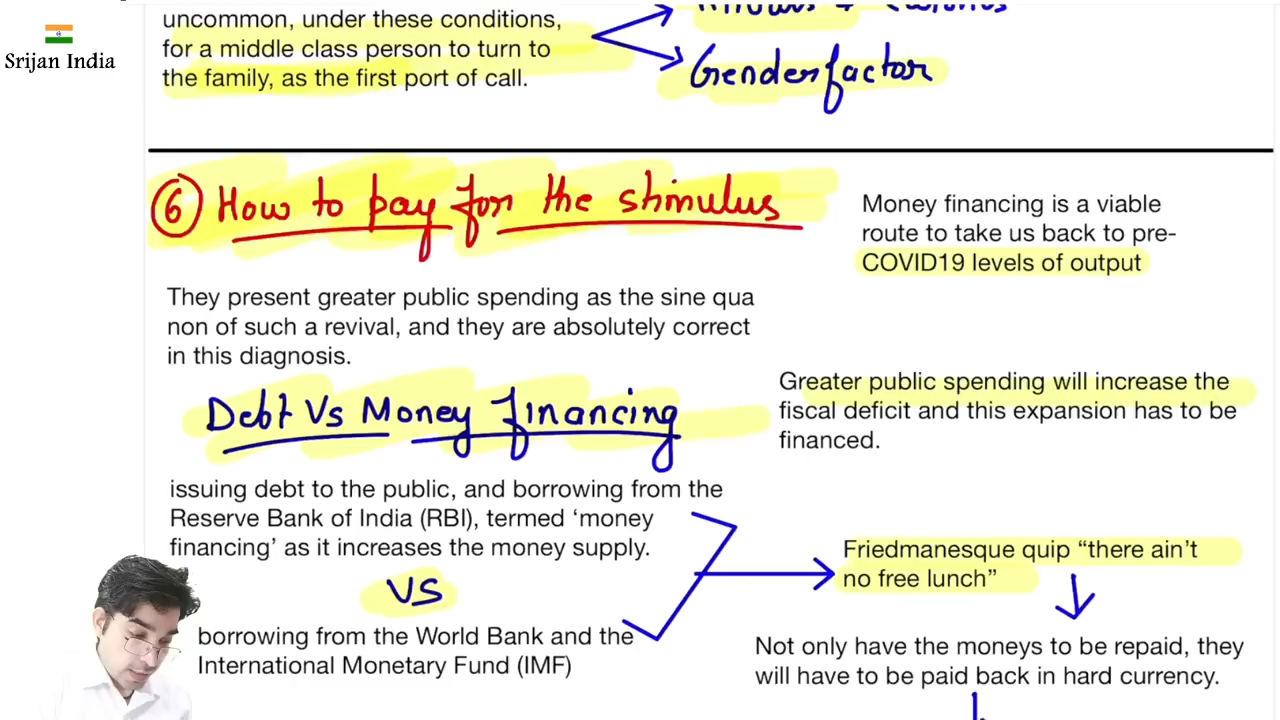 uncommon, under these conditions,
for a middle class person to turn to
the family, as the first port of call.
Gender factor
Srijan India
⑥ How to pay for the stimulus
Money financing is a viable
route to take us back to pre-
COVID19 levels of output
They present greater public spending as the sine qua
non of such a revival, and they are absolutely correct
in this diagnosis.
Debt Vs Money financing
Greater public spending will increase the
fiscal deficit and this expansion has to be
financed.
issuing debt to the public, and borrowing from the
Reserve Bank of India (RBI), termed ‘money
financing’ as it increases the money supply.
VS
borrowing from the World Bank and the
International Monetary Fund (IMF)
Friedmanesque quip “there ain’t
no free lunch”
Not only have the moneys to be repaid, they
will have to be paid back in hard currency.